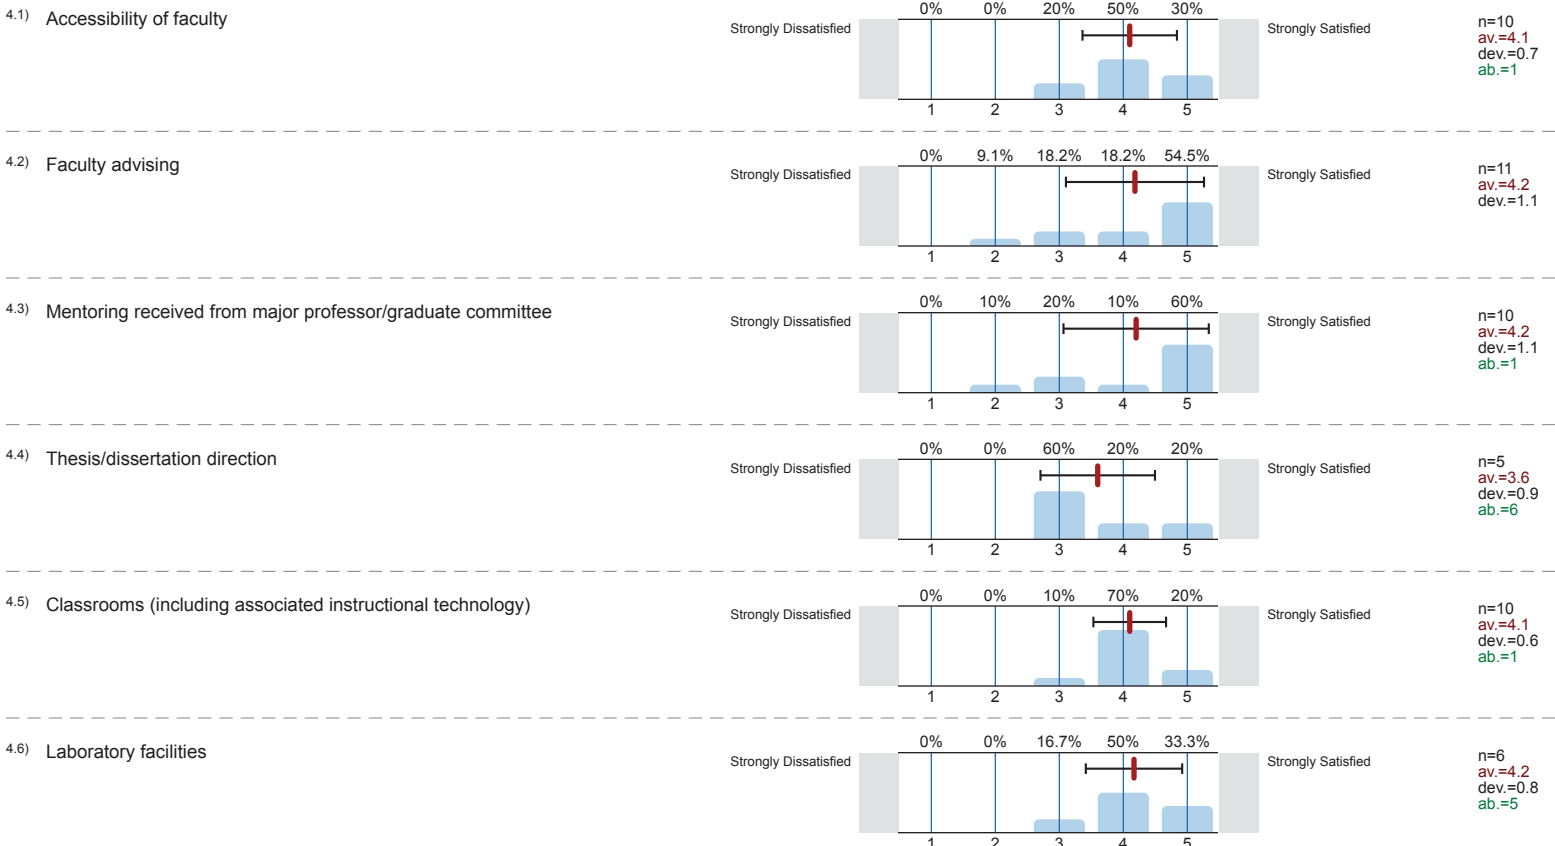 4.1) Accessibility of faculty
0% 0% 20% 50% 30%
Strongly Dissatisfied Strongly Satisfied
n=10
av.=4.1
dev.=0.7
ab.=1
1 2 3 4 5
4.2) Faculty advising
0% 9.1% 18.2% 18.2% 54.5%
Strongly Dissatisfied Strongly Satisfied
n=11
av.=4.2
dev.=1.1
1 2 3 4 5
4.3) Mentoring received from major professor/graduate committee
0% 10% 20% 10% 60%
Strongly Dissatisfied Strongly Satisfied
n=10
av.=4.2
dev.=1.1
ab.=1
1 2 3 4 5
4.4) Thesis/dissertation direction
0% 0% 60% 20% 20%
Strongly Dissatisfied Strongly Satisfied
n=5
av.=3.6
dev.=0.9
ab.=6
1 2 3 4 5
4.5) Classrooms (including associated instructional technology)
0% 0% 10% 70% 20%
Strongly Dissatisfied Strongly Satisfied
n=10
av.=4.1
dev.=0.6
ab.=1
1 2 3 4 5
4.6) Laboratory facilities
0% 0% 16.7% 50% 33.3%
Strongly Dissatisfied Strongly Satisfied
n=6
av.=4.2
dev.=0.8
ab.=5
1 2 3 4 5